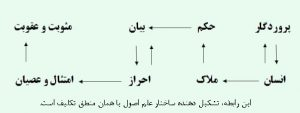 پروردگار حکم بیان مثوبت و عقوبت
انسان ملاک احراز امتثال و عصیان
این رابطه، تشکیل دهنده ساختار علم اصول با همان منطق تکلیف است.